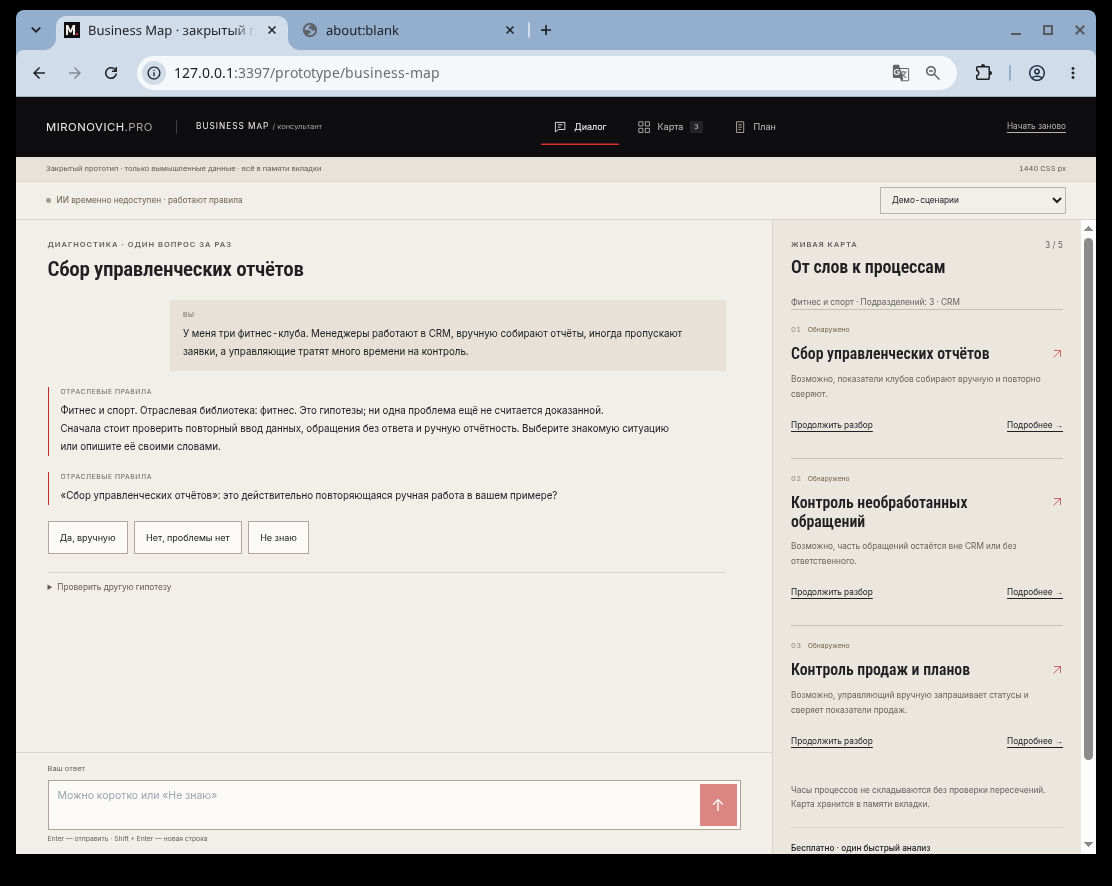 Business Map · закрытый г
about:blank
127.0.0.1:3397/prototype/business-map
MIRONOVICH.PRO
BUSINESS MAP / консультант
Диалог
Карта 3
План
Начать заново
Закрытый прототип · только вымышленные данные · всё в памяти вкладки
1440 CSS px
ИИ временно недоступен · работают правила
Демо-сценарии
ДИАГНОСТИКА · ОДИН ВОПРОС ЗА РАЗ
Сбор управленческих отчётов
ВЫ
У меня три фитнес-клуба. Менеджеры работают в CRM, вручную собирают отчёты, иногда пропускают
заявки, а управляющие тратят много времени на контроль.
ОТРАСЛЕВЫЕ ПРАВИЛА
Фитнес и спорт. Отраслевая библиотека: фитнес. Это гипотезы; ни одна проблема ещё не считается доказанной.
Сначала стоит проверить повторный ввод данных, обращения без ответа и ручную отчётность. Выберите знакомую ситуацию
или опишите её своими словами.
ОТРАСЛЕВЫЕ ПРАВИЛА
«Сбор управленческих отчётов»: это действительно повторяющаяся ручная работа в вашем примере?
Да, вручную
Нет, проблемы нет
Не знаю
Проверить другую гипотезу
Ваш ответ
Можно коротко или «Не знаю»
Enter — отправить · Shift + Enter — новая строка
ЖИВАЯ КАРТА
3 / 5
От слов к процессам
Фитнес и спорт · Подразделений: 3 · CRM
01 Обнаружено
Сбор управленческих отчётов
Возможно, показатели клубов собирают вручную и повторно
сверяют.
Продолжить разбор
Подробнее →
02 Обнаружено
Контроль необработанных
обращений
Возможно, часть обращений остаётся вне CRM или без
ответственного.
Продолжить разбор
Подробнее →
03 Обнаружено
Контроль продаж и планов
Возможно, управляющий вручную запрашивает статусы и
сверяет показатели продаж.
Продолжить разбор
Подробнее →
Часы процессов не складываются без проверки пересечений.
Карта хранится в памяти вкладки.
Бесплатно · один быстрый анализ